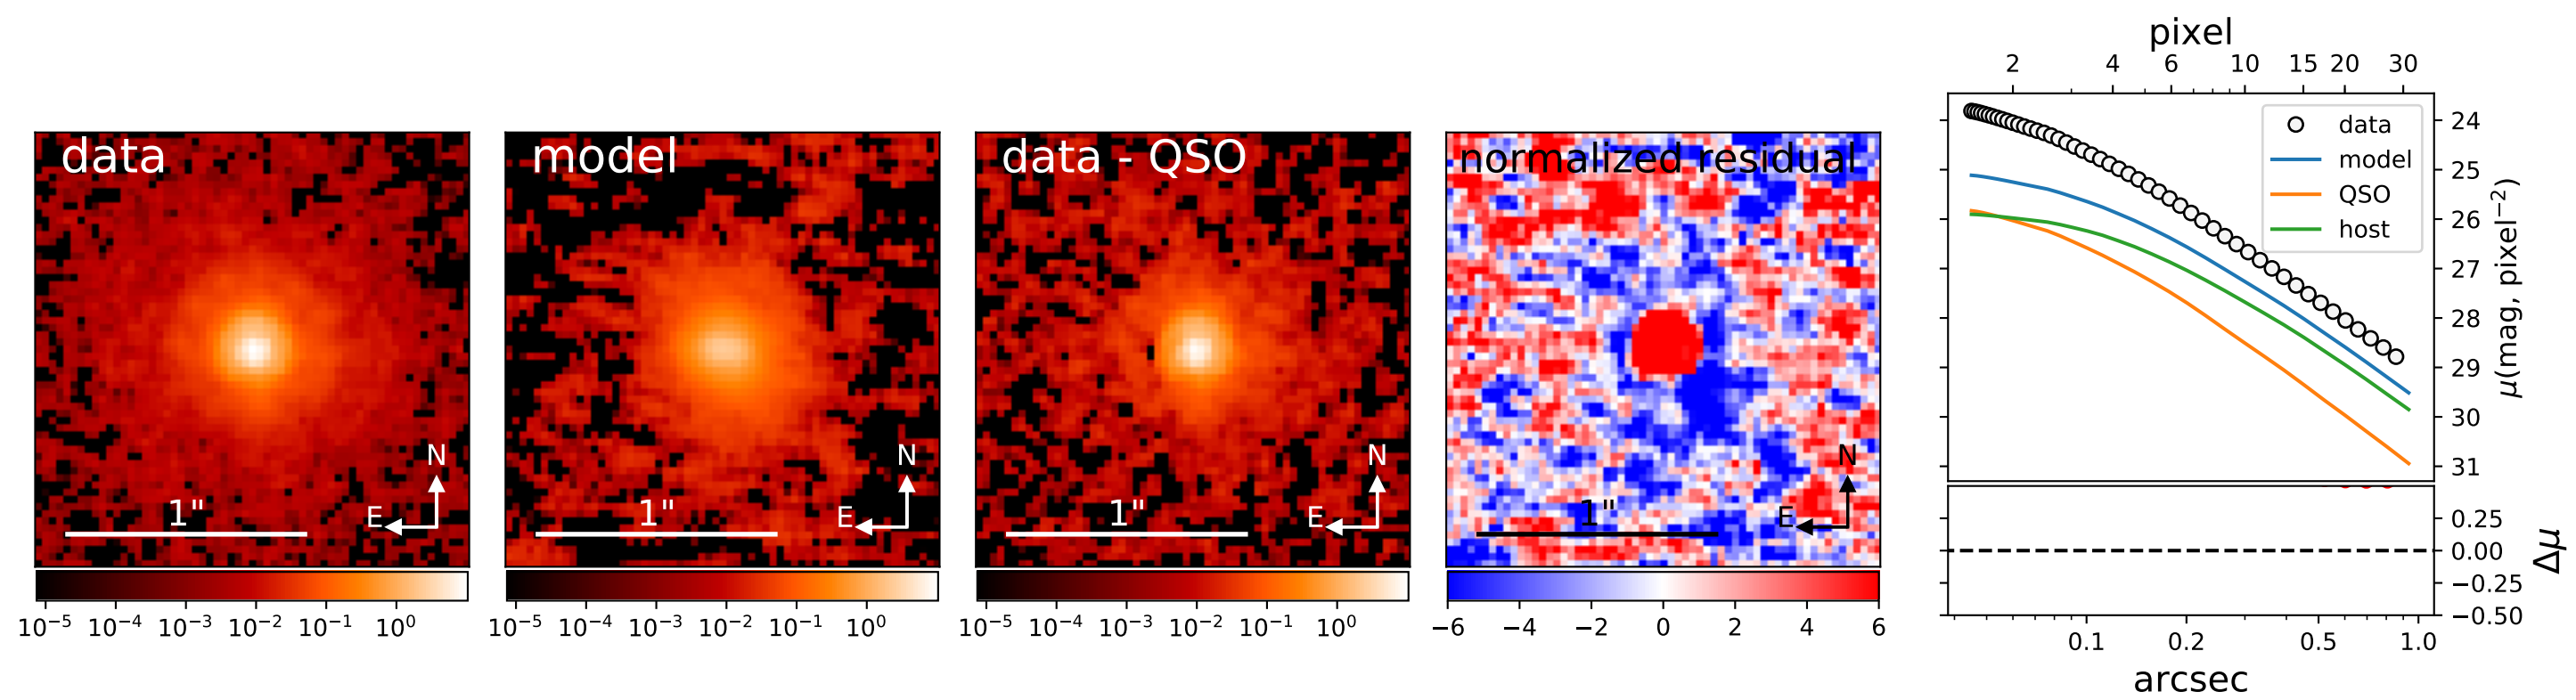 data
N
E
1"
10⁻⁵ 10⁻⁴ 10⁻³ 10⁻² 10⁻¹ 10⁰
model
N
E
1"
10⁻⁵ 10⁻⁴ 10⁻³ 10⁻² 10⁻¹ 10⁰
data - QSO
N
E
1"
10⁻⁵ 10⁻⁴ 10⁻³ 10⁻² 10⁻¹ 10⁰
normalized residual
N
E
1"
−6 −4 −2 0 2 4 6
pixel
2 4 6 10 15 20 30
data
model
QSO
host
24
25
26
27
28
29
30
31
μ(mag, pixel⁻²)
0.25
0.00
−0.25
−0.50
Δμ
0.1 0.2 0.5 1.0
arcsec